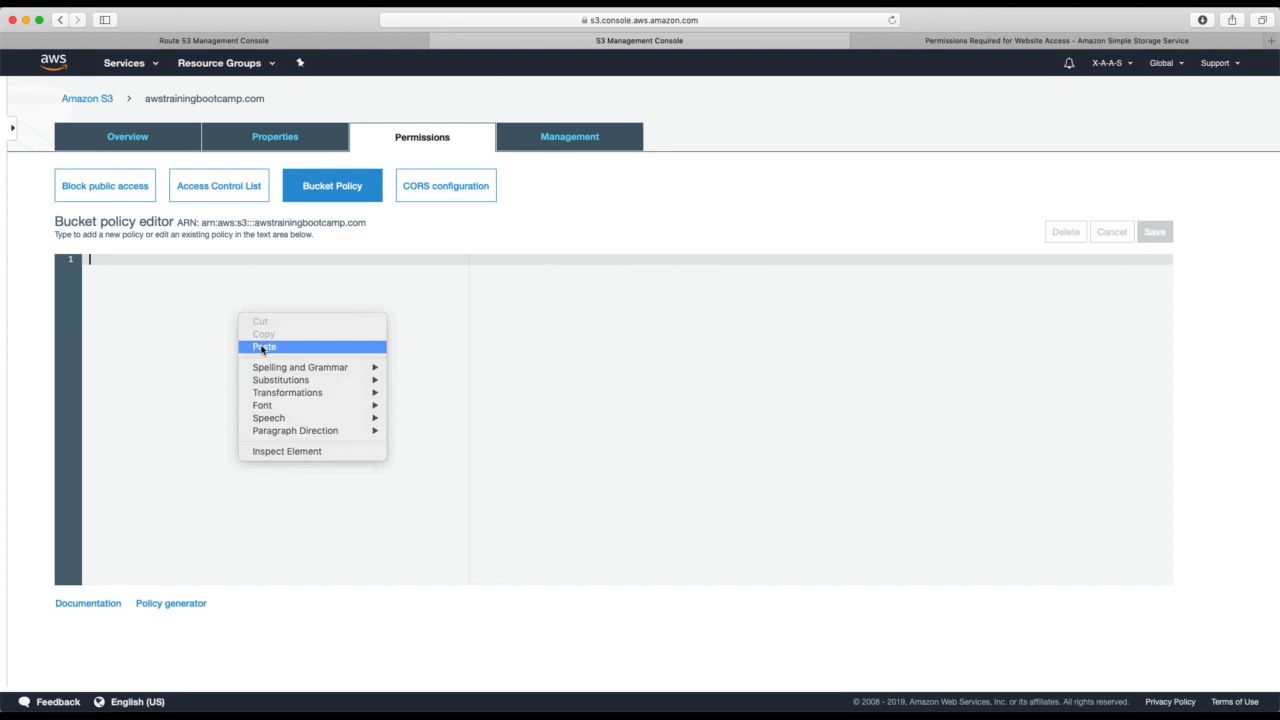 s3.console.aws.amazon.com
Route 53 Management Console
S3 Management Console
Permissions Required for Website Access - Amazon Simple Storage Service
aws
Services
Resource Groups
X-A-A-S
Global
Support
Amazon S3 > awstrainingbootcamp.com
Overview
Properties
Permissions
Management
Block public access
Access Control List
Bucket Policy
CORS configuration
Bucket policy editor ARN: arn:aws:s3:::awstrainingbootcamp.com
Type to add a new policy or edit an existing policy in the text area below.
Delete
Cancel
Save
1
Cut
Copy
Paste
Spelling and Grammar
Substitutions
Transformations
Font
Speech
Paragraph Direction
Inspect Element
Documentation
Policy generator
Feedback
English (US)
© 2008 - 2019, Amazon Web Services, Inc. or its affiliates. All rights reserved.
Privacy Policy
Terms of Use